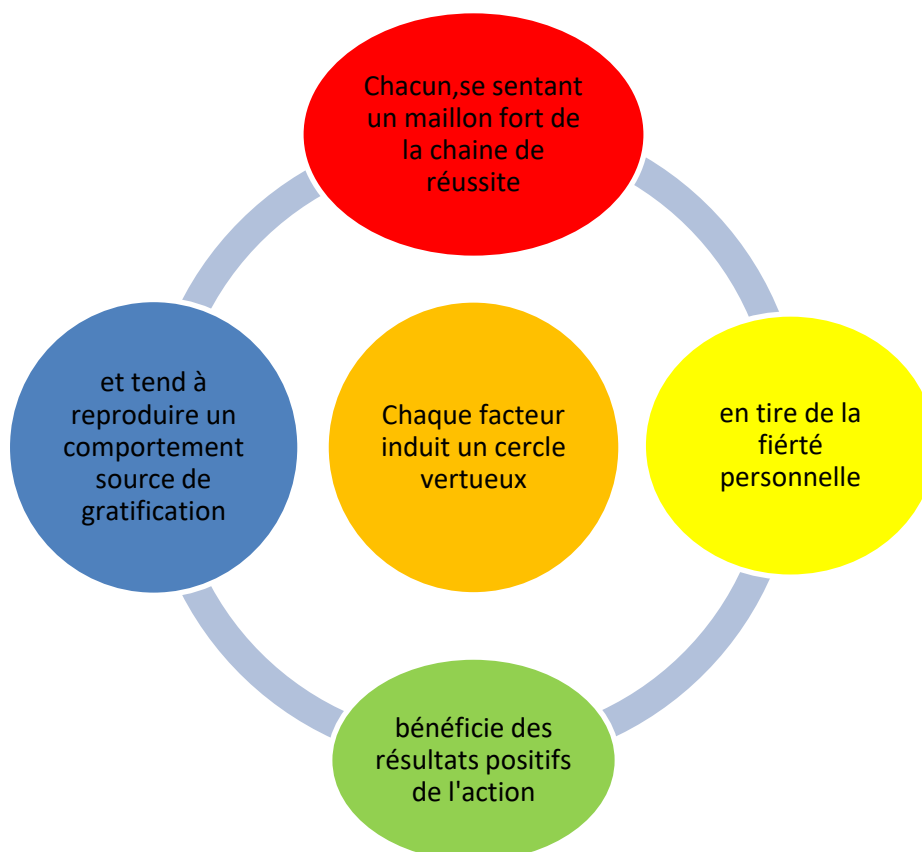 Chacun,se sentant
un maillon fort de
la chaine de
réussite
en tire de la
fiérté
personnelle
bénéficie des
résultats positifs
de l'action
et tend à
reproduire un
comportement
source de
gratification
Chaque facteur
induit un cercle
vertueux